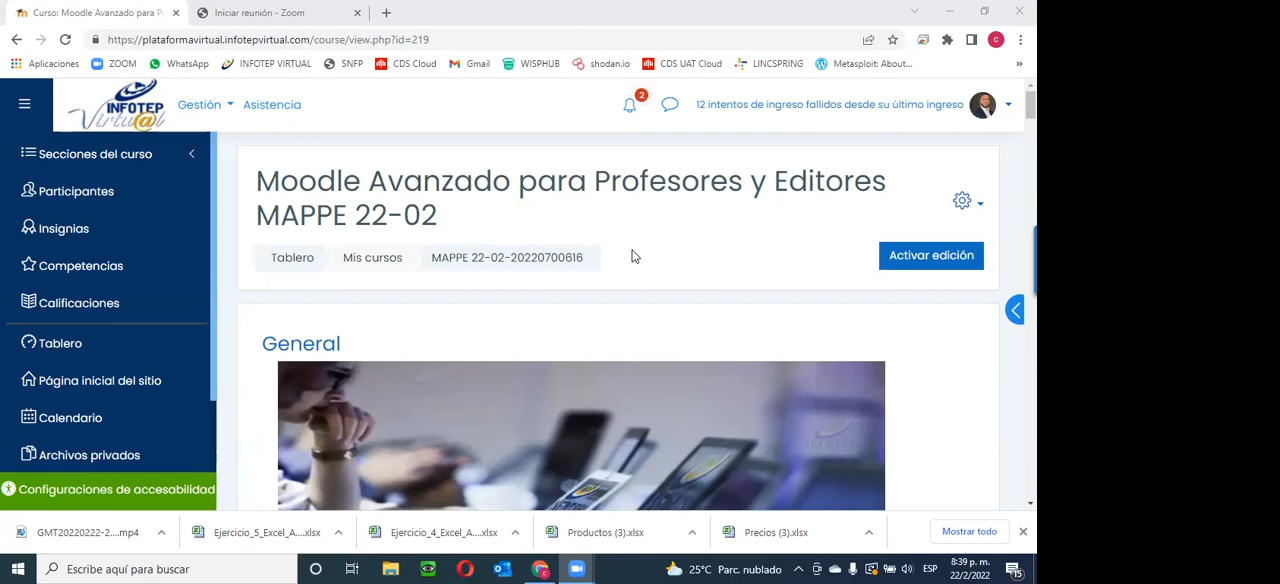 Curso: Moodle Avanzado para P
Iniciar reunión - Zoom
https://plataformavirtual.infotepvirtual.com/course/view.php?id=219
C
Aplicaciones
ZOOM
WhatsApp
INFOTEP VIRTUAL
SNFP
CDS Cloud
Gmail
WISPHUB
shodan.io
CDS UAT Cloud
LINCSPRING
Metasploit: About...
INFOTEP
Virtu@l
Gestión
Asistencia
2
12 intentos de ingreso fallidos desde su último ingreso
Secciones del curso
Participantes
Insignias
Competencias
Calificaciones
Tablero
Página inicial del sitio
Calendario
Archivos privados
Configuraciones de accesabilidad
Moodle Avanzado para Profesores y Editores
MAPPE 22-02
Tablero
Mis cursos
MAPPE 22-02-20220700616
Activar edición
General
GMT20220222-2....mp4
Ejercicio_5_Excel_A....xlsx
Ejercicio_4_Excel_A....xlsx
Productos (3).xlsx
Precios (3).xlsx
Mostrar todo
Escribe aquí para buscar
25°C Parc. nublado
ESP
8:39 p. m.
22/2/2022
15